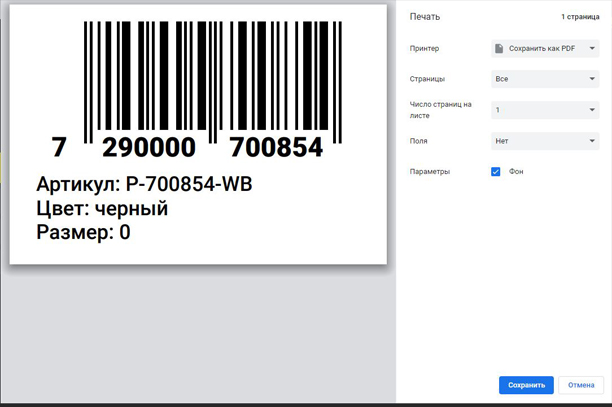 7 290000 700854
Артикул: P-700854-WB
Цвет: черный
Размер: 0
Печать 1 страница
Принтер Сохранить как PDF
Страницы Все
Число страниц на
листе 1
Поля Нет
Параметры Фон
Сохранить Отмена